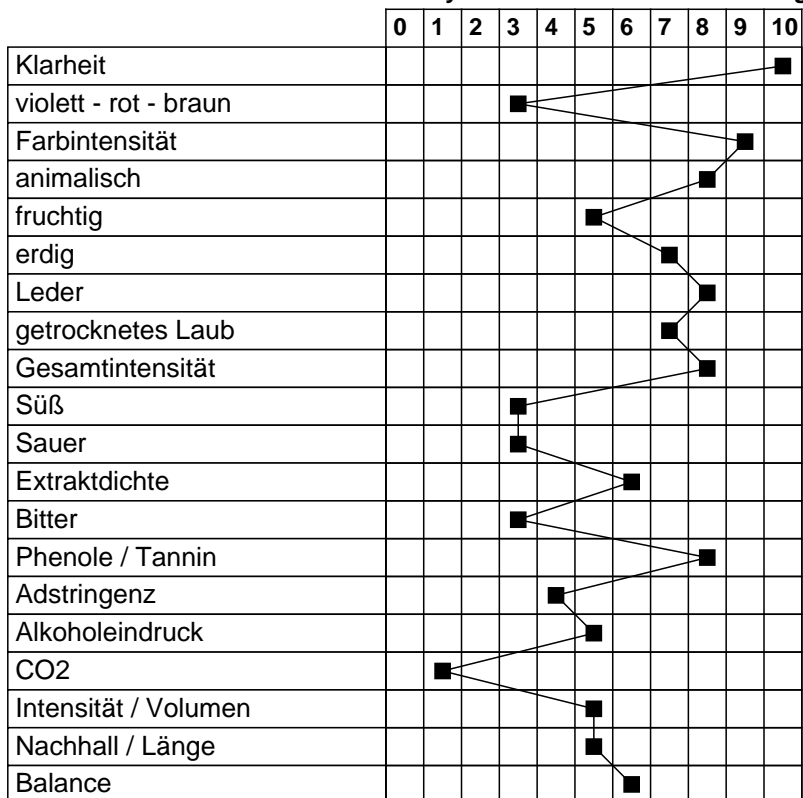 0 1 2 3 4 5 6 7 8 9 10
Klarheit
violett - rot - braun
Farbintensität
animalisch
fruchtig
erdig
Leder
getrocknetes Laub
Gesamtintensität
Süß
Sauer
Extraktdichte
Bitter
Phenole / Tannin
Adstringenz
Alkoholeindruck
CO2
Intensität / Volumen
Nachhall / Länge
Balance